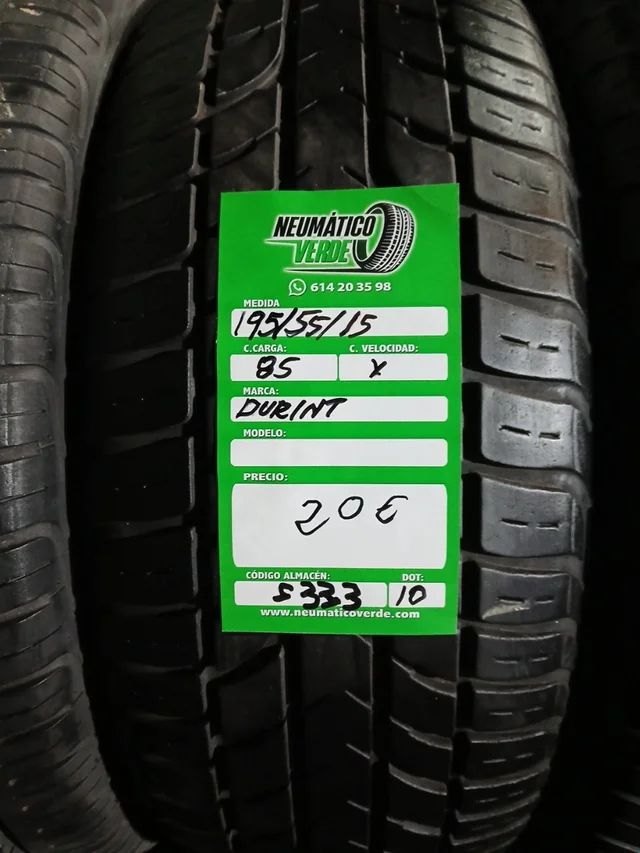 NEUMÁTICO
VERDE
614 20 35 98
MEDIDA
195/55/15
C.CARGA: C. VELOCIDAD:
85 X
MARCA:
DURINT
MODELO:
PRECIO:
20€
CÓDIGO ALMACÉN: DOT:
S333 10
www.neumaticoverde.com